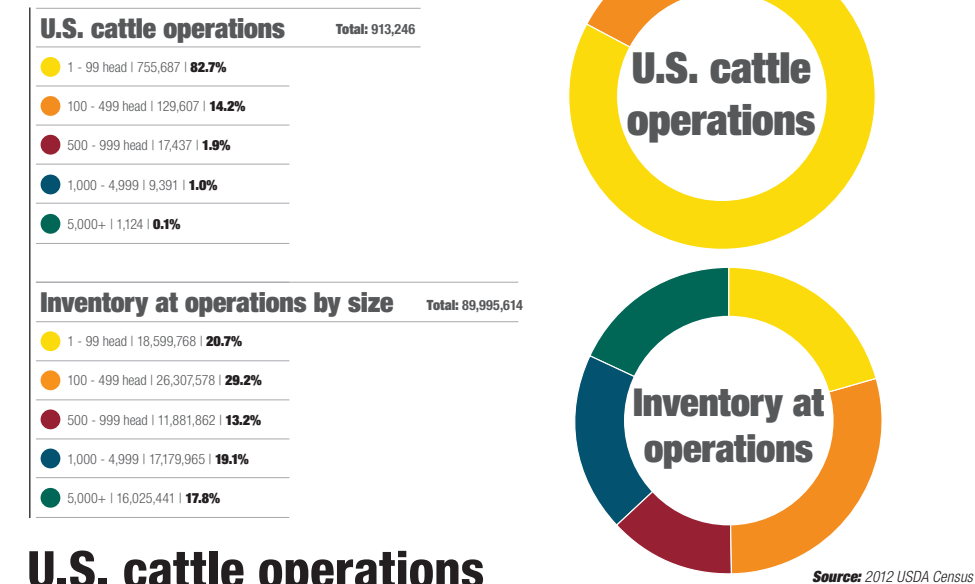 U.S. cattle operations Total: 913,246
1 - 99 head | 755,687 | 82.7%
100 - 499 head | 129,607 | 14.2%
500 - 999 head | 17,437 | 1.9%
1,000 - 4,999 | 9,391 | 1.0%
5,000+ | 1,124 | 0.1%
U.S. cattle
operations
Inventory at operations by size Total: 89,995,614
1 - 99 head | 18,599,768 | 20.7%
100 - 499 head | 26,307,578 | 29.2%
500 - 999 head | 11,881,862 | 13.2%
1,000 - 4,999 | 17,179,965 | 19.1%
5,000+ | 16,025,441 | 17.8%
Inventory at
operations
U.S. cattle operations
Source: 2012 USDA Census